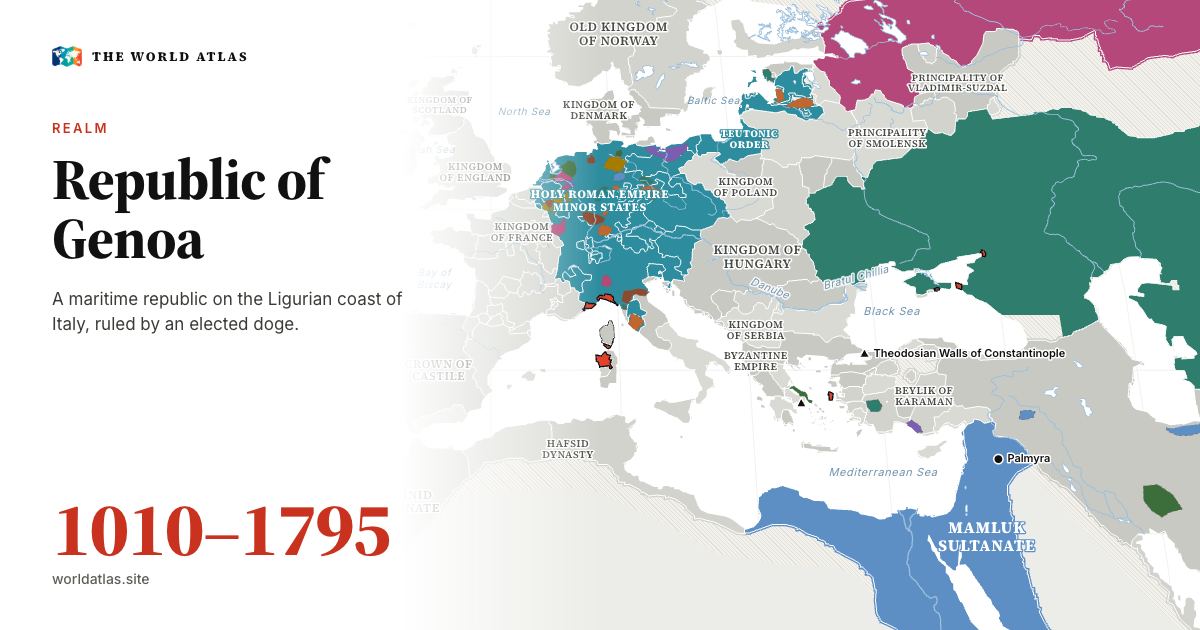 THE WORLD ATLAS
REALM
Republic of
Genoa
A maritime republic on the Ligurian coast of
Italy, ruled by an elected doge.
1010–1795
worldatlas.site
OLD KINGDOM
OF NORWAY
KINGDOM OF
SCOTLAND
North Sea
KINGDOM OF
DENMARK
Baltic Sea
PRINCIPALITY OF
VLADIMIR-SUZDAL
TEUTONIC
ORDER
PRINCIPALITY
OF SMOLENSK
KINGDOM
OF ENGLAND
HOLY ROMAN EMPIRE
MINOR STATES
KINGDOM
OF POLAND
KINGDOM
OF FRANCE
KINGDOM OF
HUNGARY
Bay of
Biscay
Danube
Bratul Chillia
Black Sea
KINGDOM
OF SERBIA
Theodosian Walls of Constantinople
BYZANTINE
EMPIRE
CROWN OF
CASTILE
BEYLIK OF
KARAMAN
HAFSID
DYNASTY
Palmyra
Mediterranean Sea
MAMLUK
SULTANATE